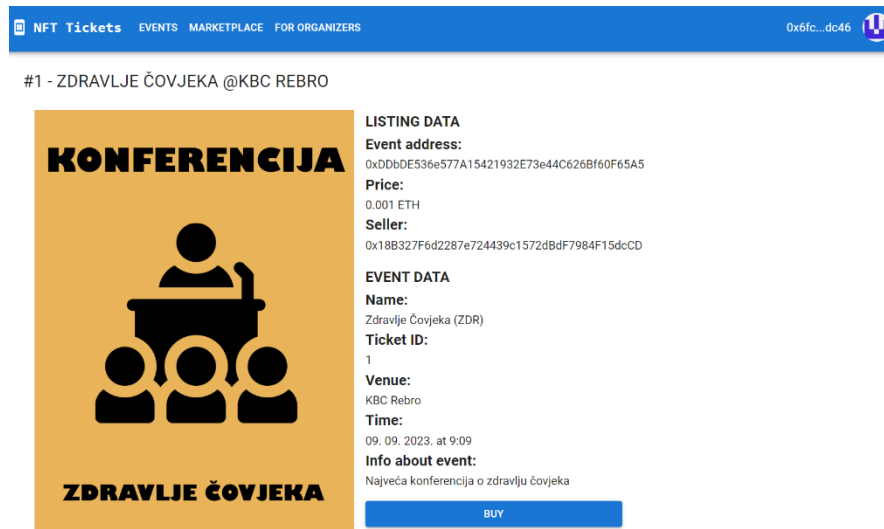 NFT Tickets EVENTS MARKETPLACE FOR ORGANIZERS 0x6fc...dc46
#1 - ZDRAVLJE ČOVJEKA @KBC REBRO
KONFERENCIJA
ZDRAVLJE ČOVJEKA
LISTING DATA
Event address:
0xDDbDE536e577A15421932E73e44C626Bf60F65A5
Price:
0.001 ETH
Seller:
0x18B327F6d2287e724439c1572dBdF7984F15dcCD
EVENT DATA
Name:
Zdravlje Čovjeka (ZDR)
Ticket ID:
1
Venue:
KBC Rebro
Time:
09. 09. 2023. at 9:09
Info about event:
Najveća konferencija o zdravlju čovjeka
BUY